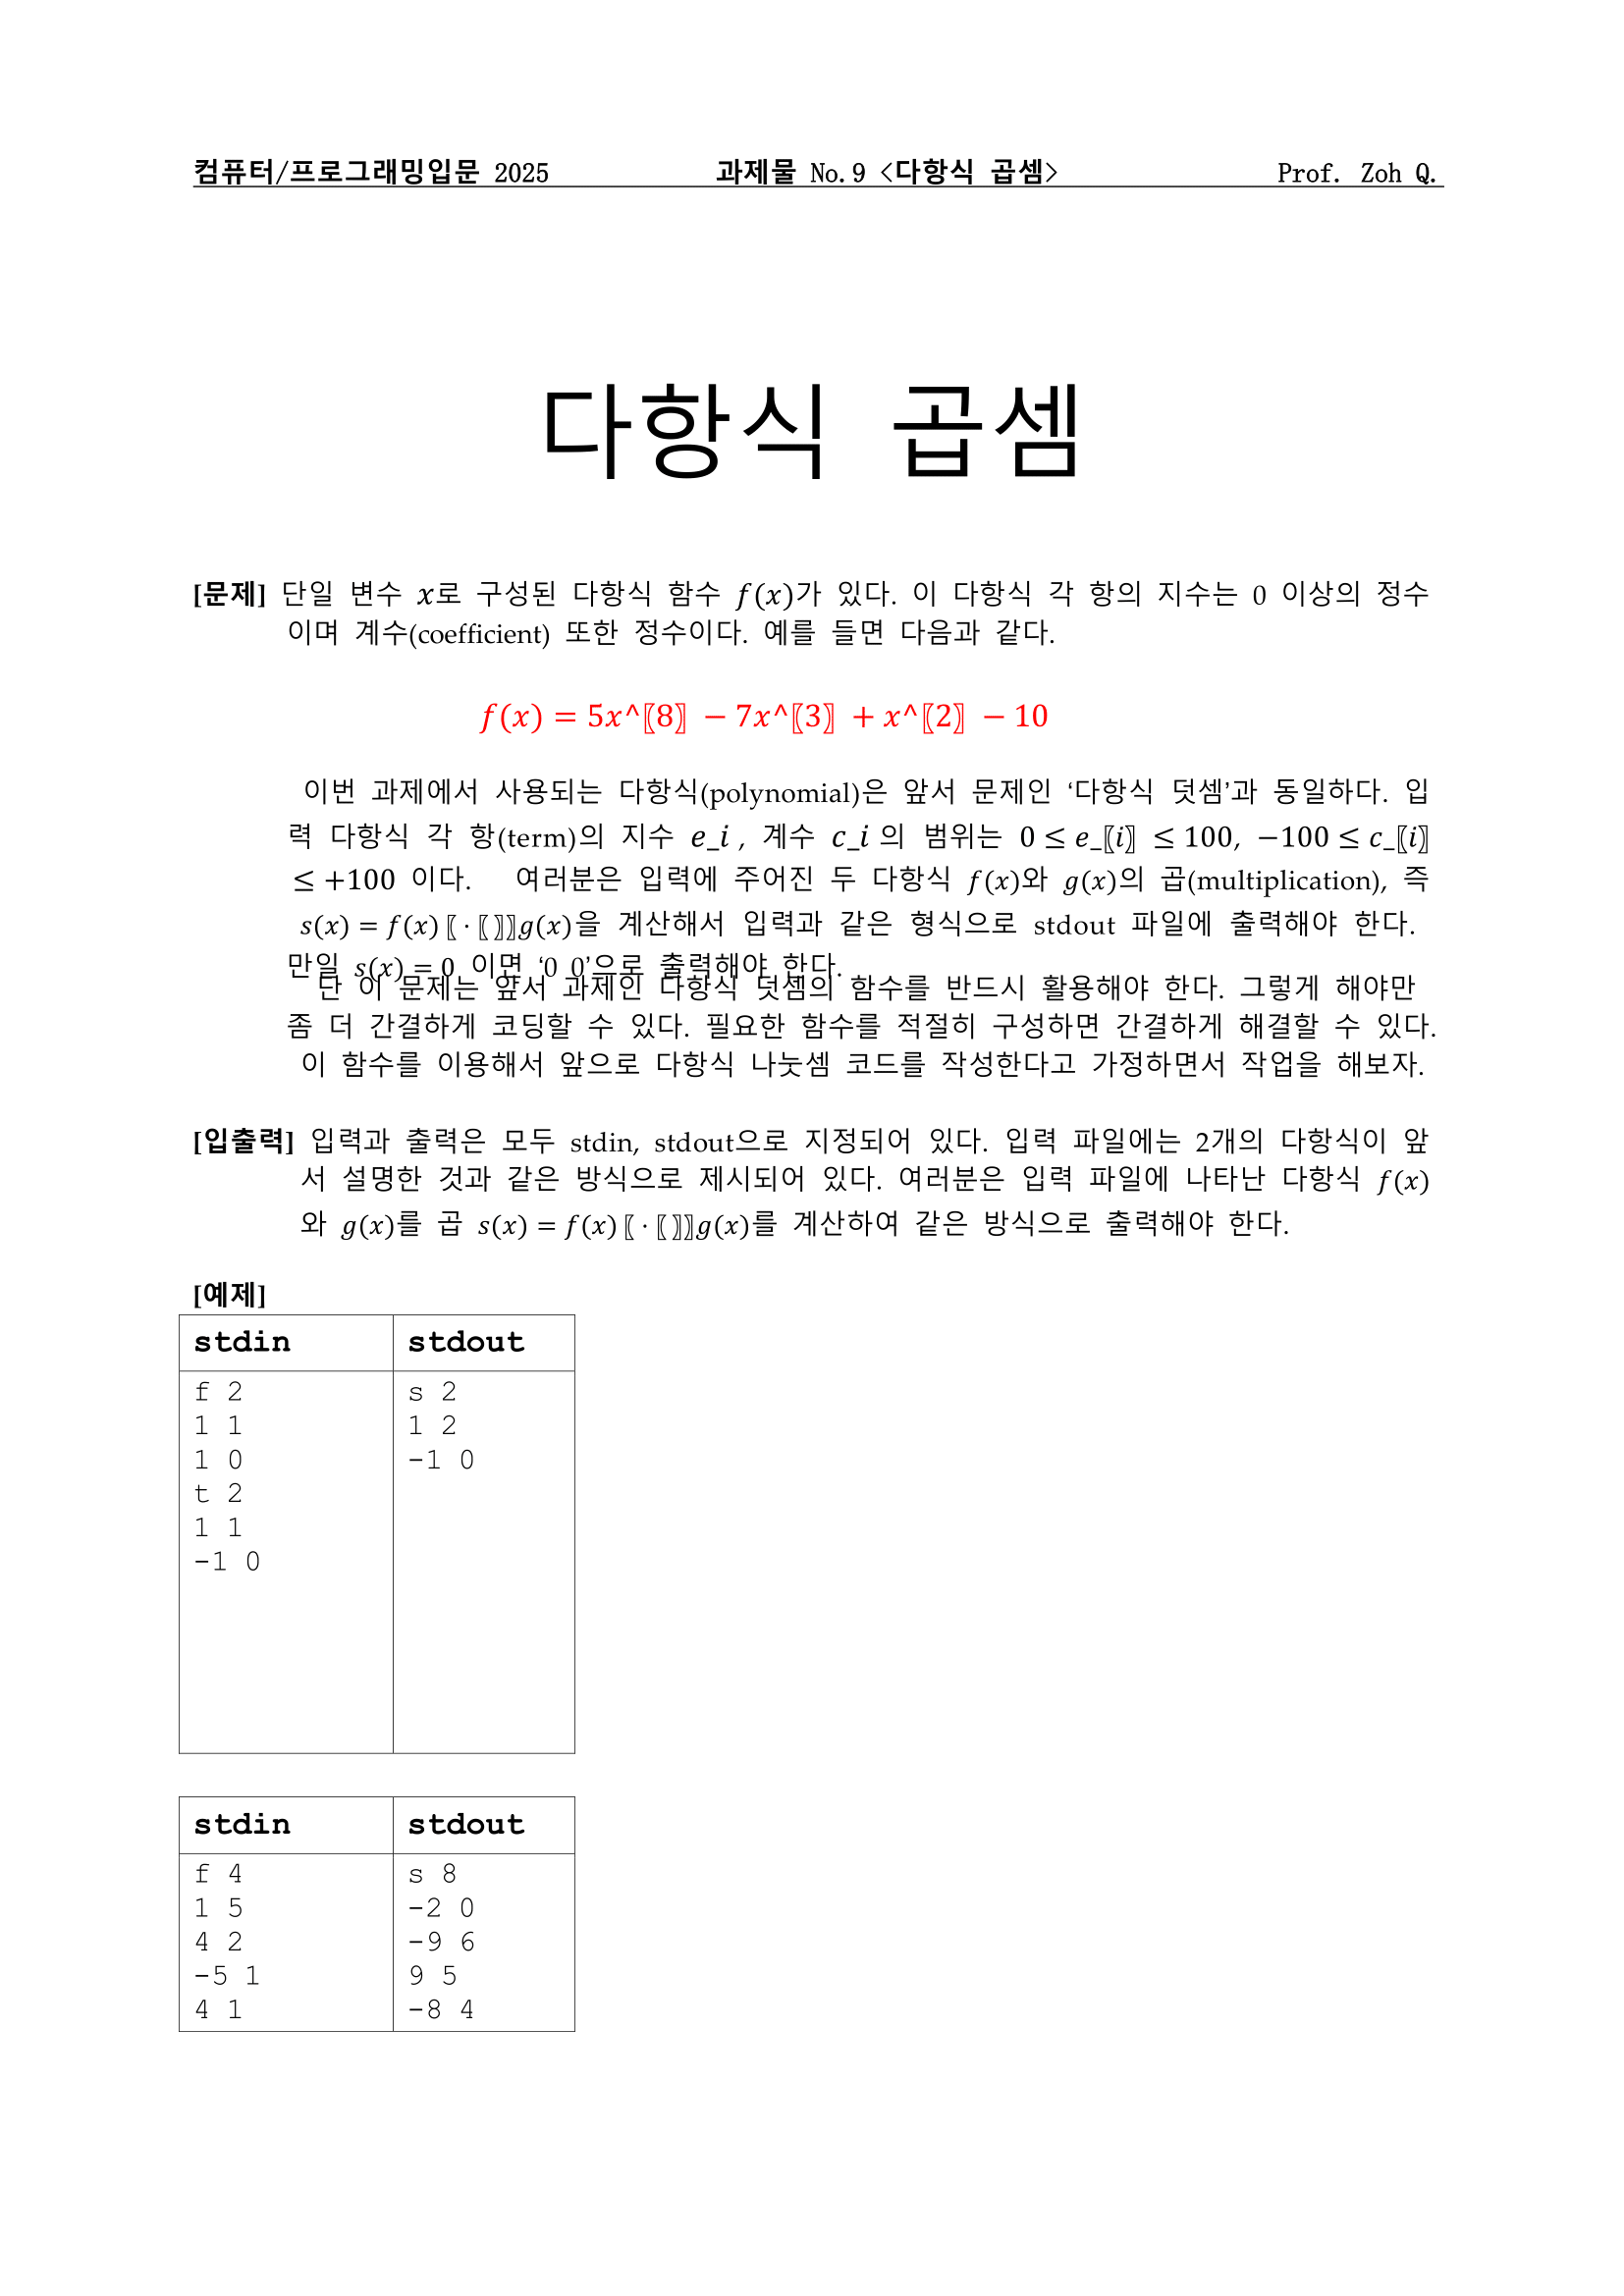 컴퓨터/프로그래밍입문 2025 과제물 No.9 <다항식 곱셈> Prof. Zoh Q.
다항식 곱셈
[문제] 단일 변수 x로 구성된 다항식 함수 f(x)가 있다. 이 다항식 각 항의 지수는 0 이상의 정수
이며 계수(coefficient) 또한 정수이다. 예를 들면 다음과 같다.
f(x) = 5x^〖8〗 − 7x^〖3〗 + x^〖2〗 − 10
이번 과제에서 사용되는 다항식(polynomial)은 앞서 문제인 ‘다항식 덧셈’과 동일하다. 입
력 다항식 각 항(term)의 지수 e_i , 계수 c_i 의 범위는 0 ≤ e_〖i〗 ≤ 100, −100 ≤ c_〖i〗
≤ +100 이다. 여러분은 입력에 주어진 두 다항식 f(x)와 g(x)의 곱(multiplication), 즉
s(x) = f(x)〖 · 〖 〗〗g(x)을 계산해서 입력과 같은 형식으로 stdout 파일에 출력해야 한다.
만일 s(x) = 0 이면 ‘0 0’으로 출력해야 한다.
단 이 문제는 앞서 과제인 다항식 덧셈의 함수를 반드시 활용해야 한다. 그렇게 해야만
좀 더 간결하게 코딩할 수 있다. 필요한 함수를 적절히 구성하면 간결하게 해결할 수 있다.
이 함수를 이용해서 앞으로 다항식 나눗셈 코드를 작성한다고 가정하면서 작업을 해보자.
[입출력] 입력과 출력은 모두 stdin, stdout으로 지정되어 있다. 입력 파일에는 2개의 다항식이 앞
서 설명한 것과 같은 방식으로 제시되어 있다. 여러분은 입력 파일에 나타난 다항식 f(x)
와 g(x)를 곱 s(x) = f(x)〖 · 〖 〗〗g(x)를 계산하여 같은 방식으로 출력해야 한다.
[예제]
stdin stdout
f 2 s 2
1 1 1 2
1 0 -1 0
t 2
1 1
-1 0
stdin stdout
f 4 s 8
1 5 -2 0
4 2 -9 6
-5 1 9 5
4 1 -8 4